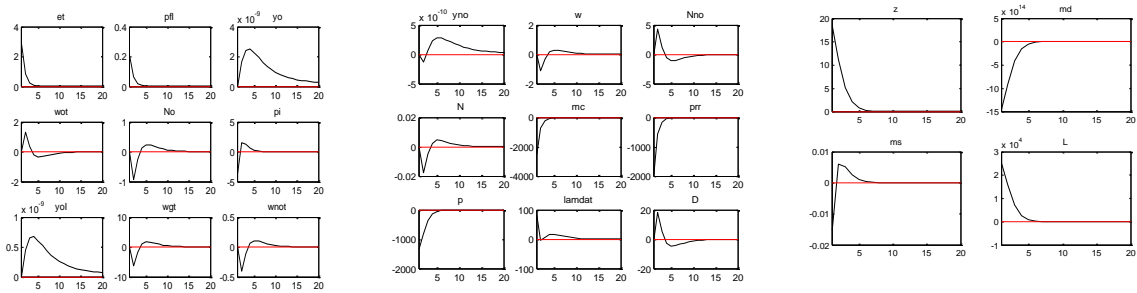 et
4
2
0
5 10 15 20
pfl
0.4
0.2
0
5 10 15 20
x 10^-9 yo
4
2
0
5 10 15 20
wot
2
0
-2
5 10 15 20
No
1
0
-1
5 10 15 20
pi
5
0
-5
5 10 15 20
x 10^-9 yol
1
0.5
0
5 10 15 20
wgt
10
0
-10
5 10 15 20
wnot
0.5
0
-0.5
5 10 15 20
x 10^-10 yno
5
0
-5
5 10 15 20
w
2
0
-2
5 10 15 20
Nno
5
0
-5
5 10 15 20
N
0.02
0
-0.02
5 10 15 20
mc
0
-2000
-4000
5 10 15 20
prr
0
-1000
-2000
5 10 15 20
p
0
-1000
-2000
5 10 15 20
lamdat
100
0
-100
5 10 15 20
D
20
0
-20
5 10 15 20
z
20
15
10
5
0
5 10 15 20
x 10^14 md
5
0
-5
-10
-15
5 10 15 20
ms
0.01
0
-0.01
-0.02
5 10 15 20
x 10^4 L
3
2
1
0
-1
5 10 15 20